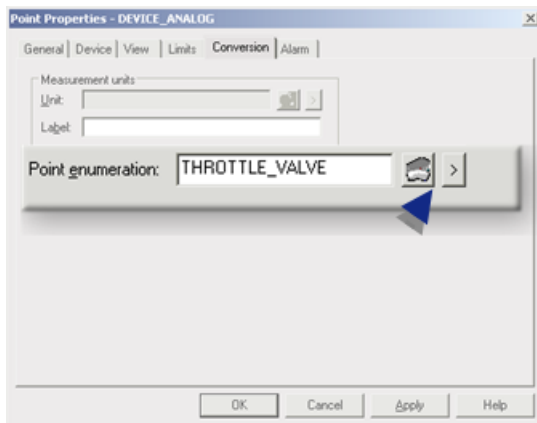 Point Properties - DEVICE_ANALOG
General Device View Limits Conversion Alarm
Measurement units
Unit:
Label:
Point enumeration: THROTTLE_VALVE >
OK Cancel Apply Help